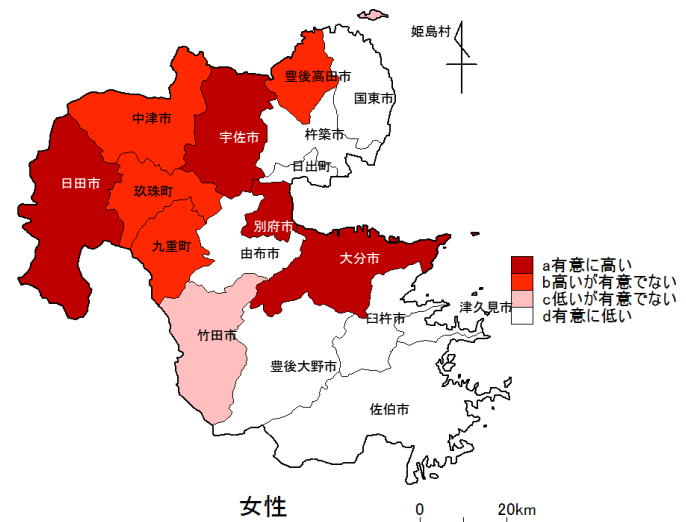 姫島村
豊後高田市
国東市
中津市
杵築市
宇佐市
日出町
日田市
玖珠町
別府市
九重町
由布市
大分市
a有意に高い
b高いが有意でない
c低いが有意でない
d有意に低い
津久見市
臼杵市
竹田市
豊後大野市
佐伯市
女性
0 20km